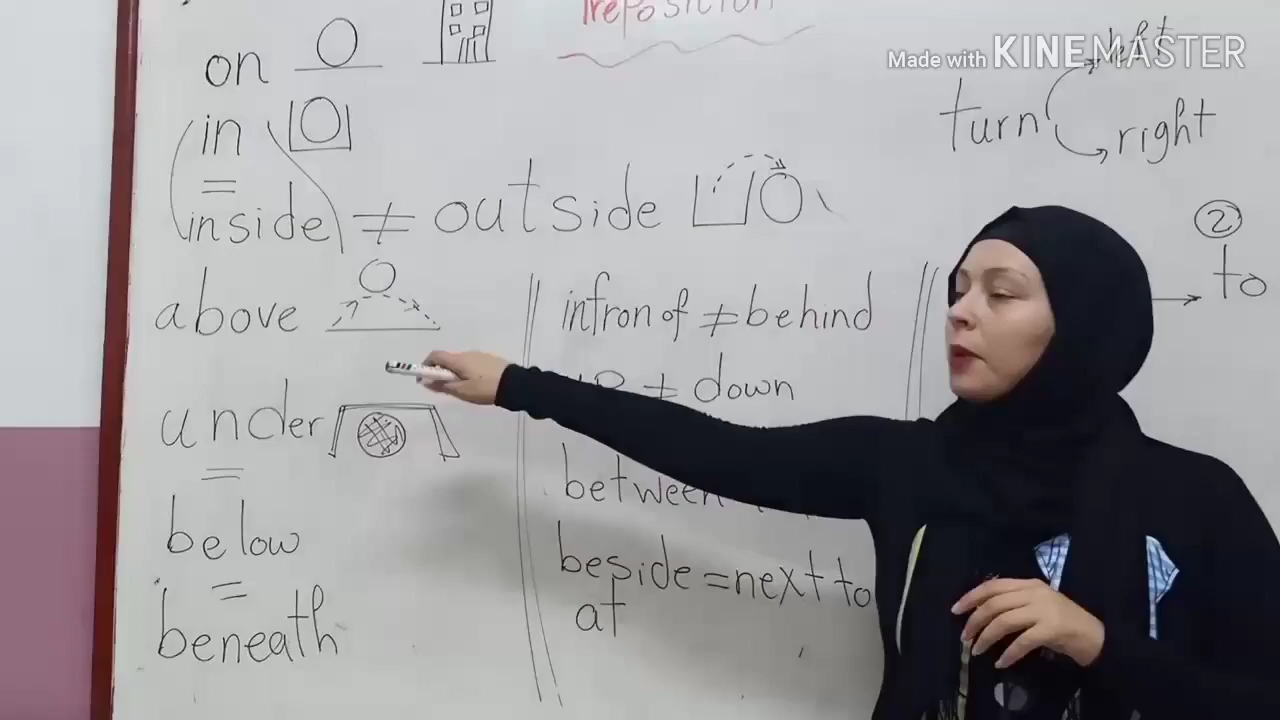 Preposition
Made with KINEMASTER
on
in
=
inside ≠ outside
above
under
=
below
=
beneath
infron of ≠ behind
≠ down
between
beside = next to
at
turn left
right
②
to